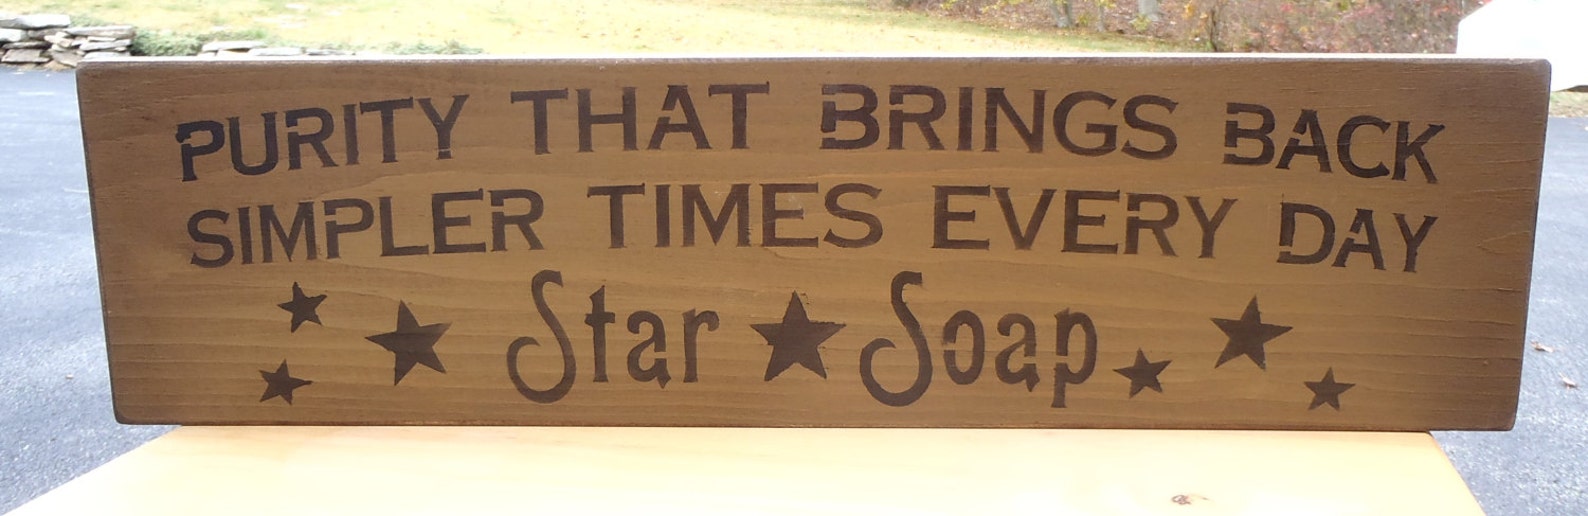 PURITY THAT BRINGS BACK
SIMPLER TIMES EVERY DAY
Star Soap